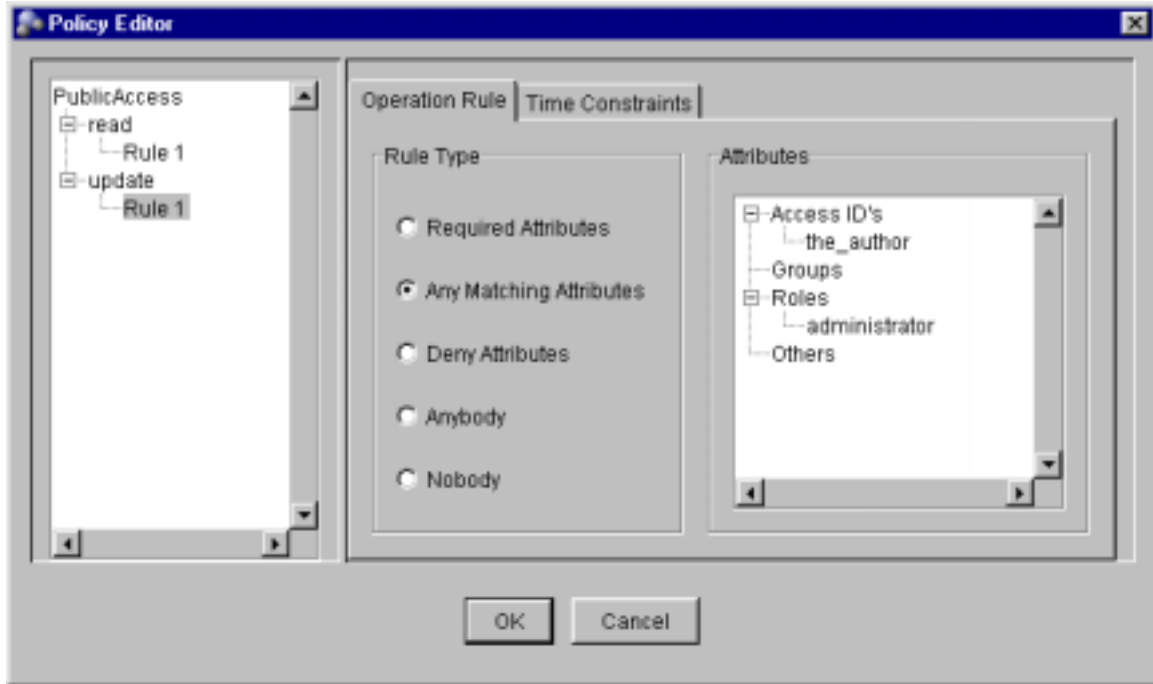 Policy Editor
PublicAccess
read
Rule 1
update
Rule 1
Operation Rule
Time Constraints
Rule Type
Required Attributes
Any Matching Attributes
Deny Attributes
Anybody
Nobody
Attributes
Access ID's
the_author
Groups
Roles
administrator
Others
OK
Cancel